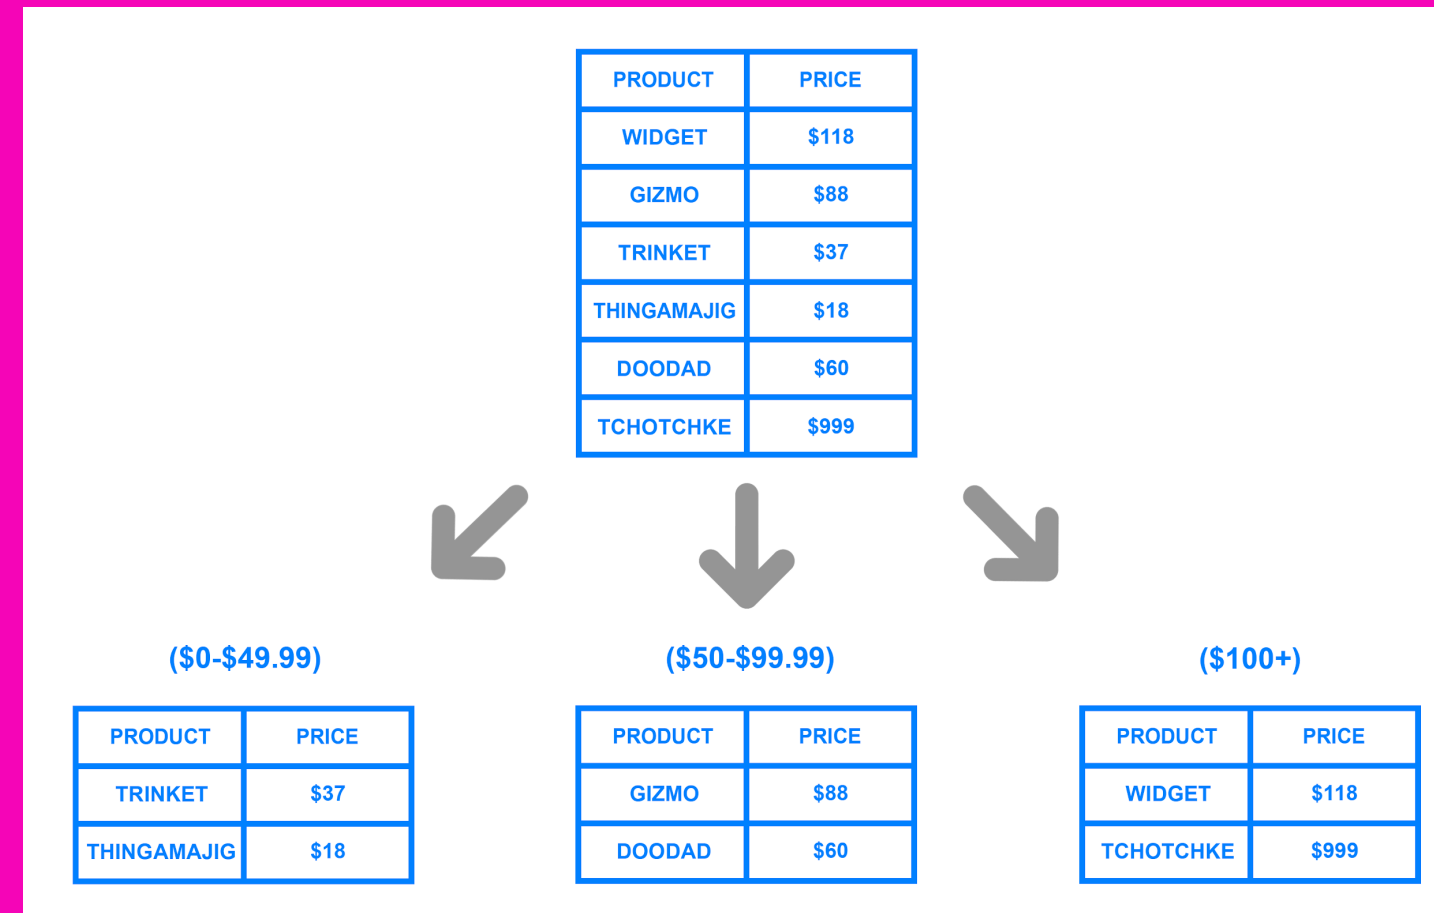 PRODUCT PRICE
WIDGET $118
GIZMO $88
TRINKET $37
THINGAMAJIG $18
DOODAD $60
TCHOTCHKE $999
($0-$49.99)
PRODUCT PRICE
TRINKET $37
THINGAMAJIG $18
($50-$99.99)
PRODUCT PRICE
GIZMO $88
DOODAD $60
($100+)
PRODUCT PRICE
WIDGET $118
TCHOTCHKE $999